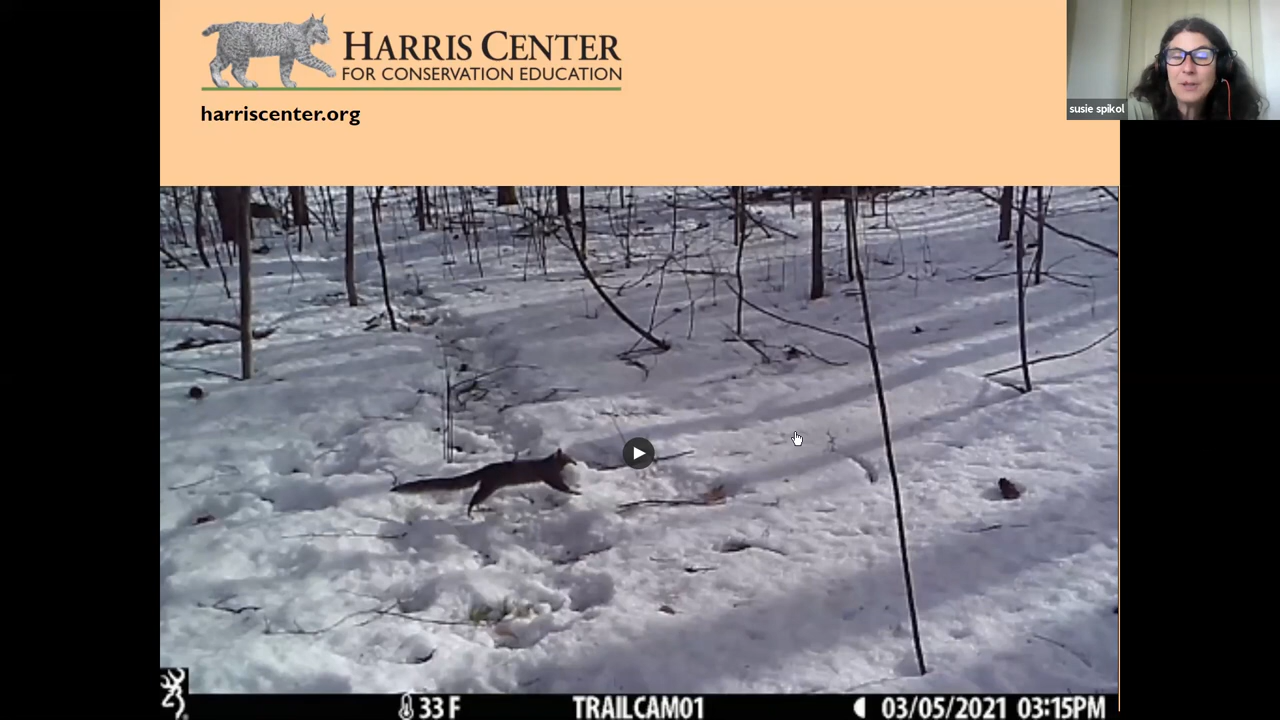 HARRIS CENTER
FOR CONSERVATION EDUCATION
harriscenter.org
susie spikol
33 F TRAILCAM01 03/05/2021 03:15PM